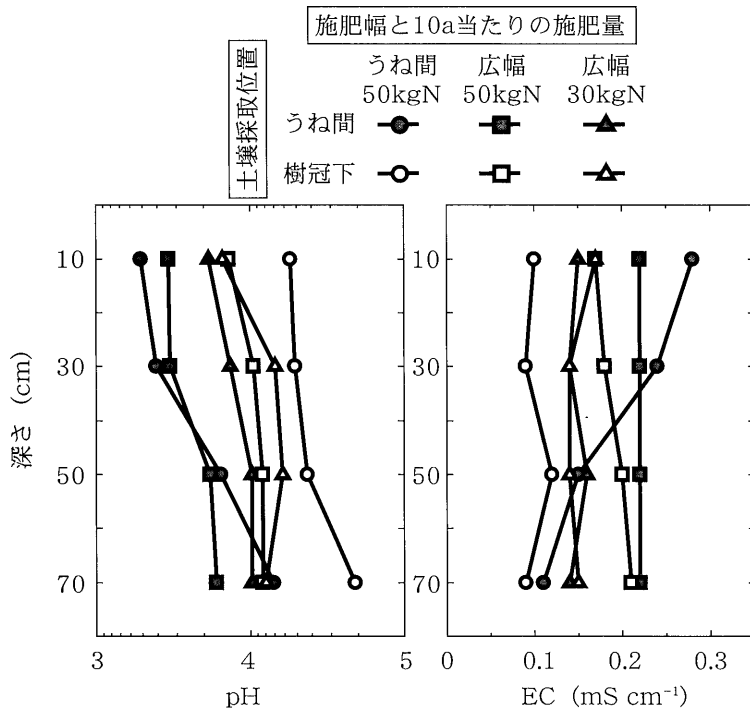 施肥幅と10a当たりの施肥量
土壌採取位置
うね間 広幅 広幅
50kgN 50kgN 30kgN
うね間
樹冠下
深さ (cm)
10
30
50
70
3 4 5
pH
0 0.1 0.2 0.3
EC (mS cm⁻¹)